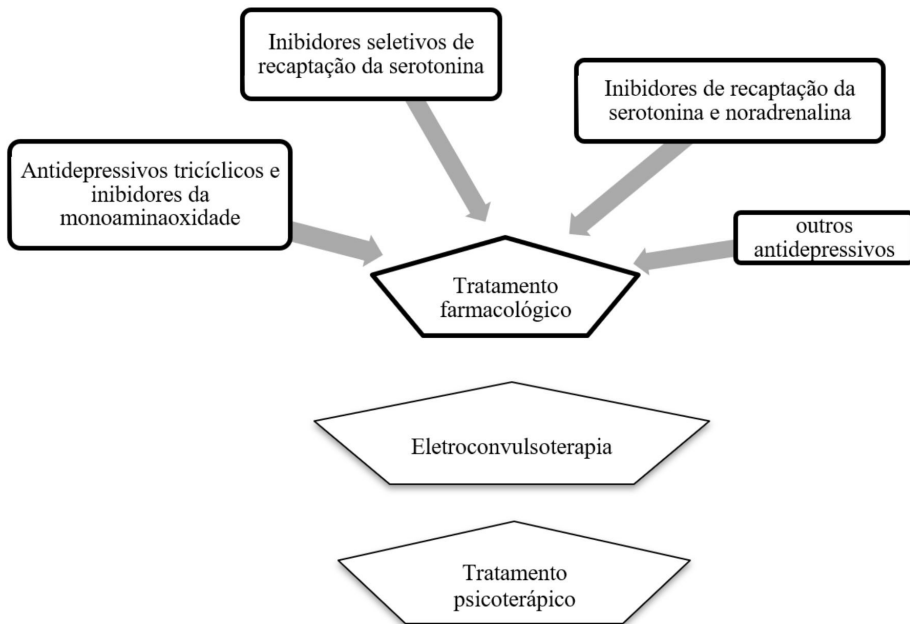 Inibidores seletivos de
recaptação da serotonina
Inibidores de recaptação da
serotonina e noradrenalina
Antidepressivos tricíclicos e
inibidores da
monoaminaoxidade
outros
antidepressivos
Tratamento
farmacológico
Eletroconvulsoterapia
Tratamento
psicoterápico